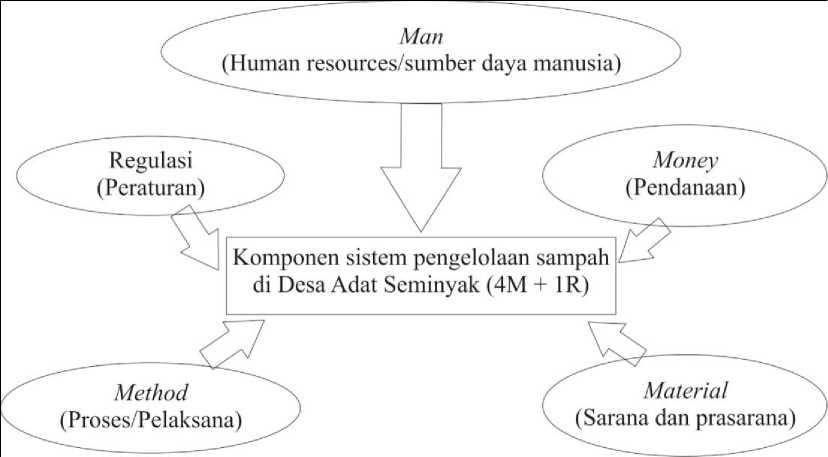 Man
(Human resources/sumber daya manusia)
Regulasi
(Peraturan)
Money
(Pendanaan)
Komponen sistem pengelolaan sampah
di Desa Adat Seminyak (4M + 1R)
Method
(Proses/Pelaksana)
Material
(Sarana dan prasarana)